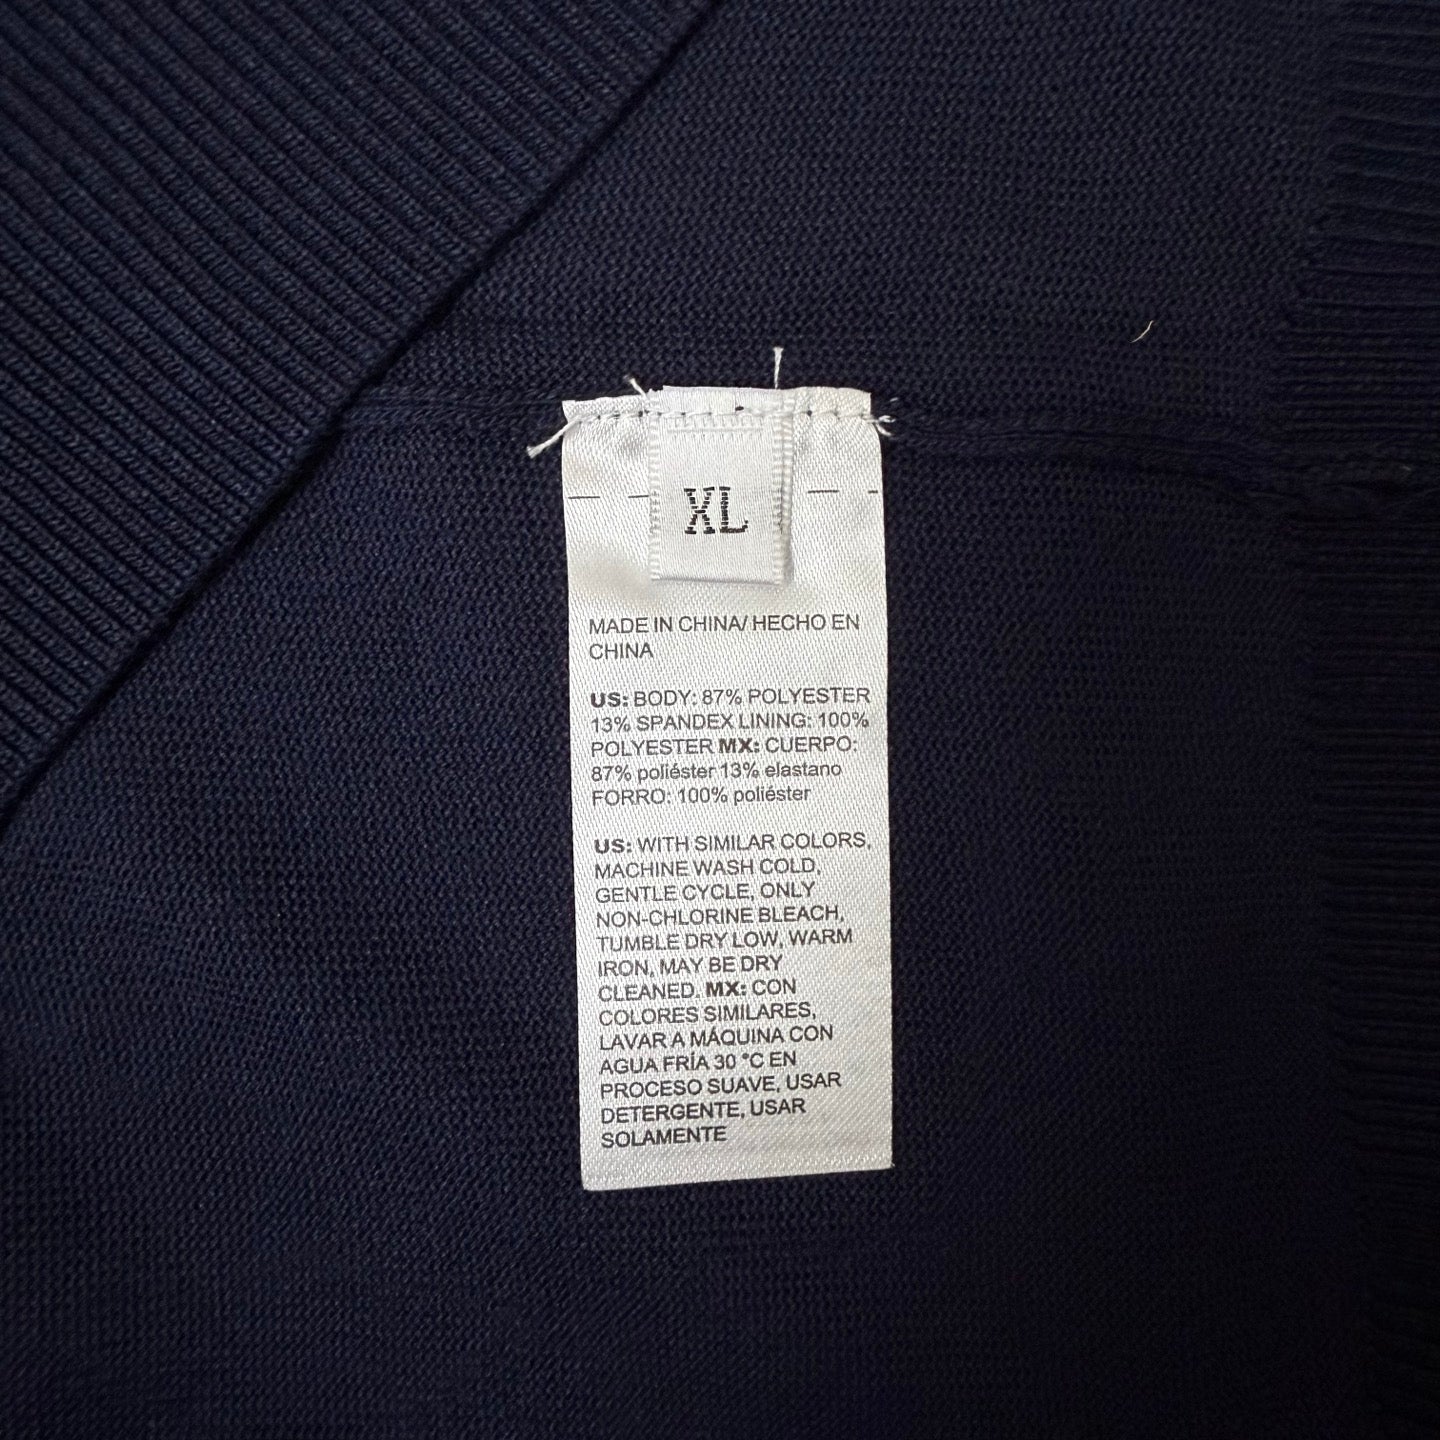 XL
MADE IN CHINA/ HECHO EN
CHINA
US: BODY: 87% POLYESTER
13% SPANDEX LINING: 100%
POLYESTER MX: CUERPO:
87% poliéster 13% elastano
FORRO: 100% poliéster
US: WITH SIMILAR COLORS,
MACHINE WASH COLD,
GENTLE CYCLE, ONLY
NON-CHLORINE BLEACH,
TUMBLE DRY LOW, WARM
IRON, MAY BE DRY
CLEANED. MX: CON
COLORES SIMILARES,
LAVAR A MÁQUINA CON
AGUA FRÍA 30 °C EN
PROCESO SUAVE, USAR
DETERGENTE, USAR
SOLAMENTE